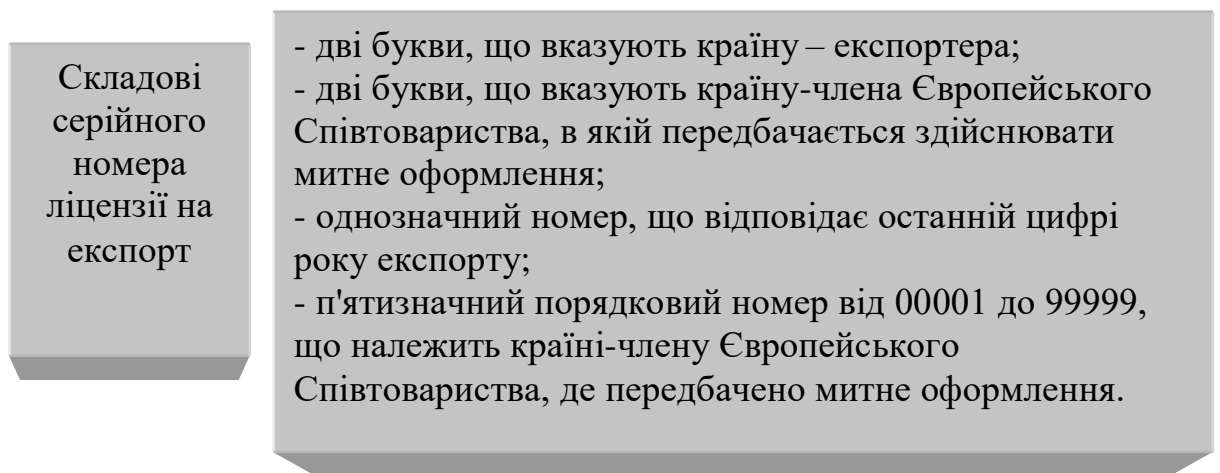 Складові
серійного
номера
ліцензії на
експорт
- дві букви, що вказують країну – експортера;
- дві букви, що вказують країну-члена Європейського
Співтовариства, в якій передбачається здійснювати
митне оформлення;
- однозначний номер, що відповідає останній цифрі
року експорту;
- п'ятизначний порядковий номер від 00001 до 99999,
що належить країні-члену Європейського
Співтовариства, де передбачено митне оформлення.